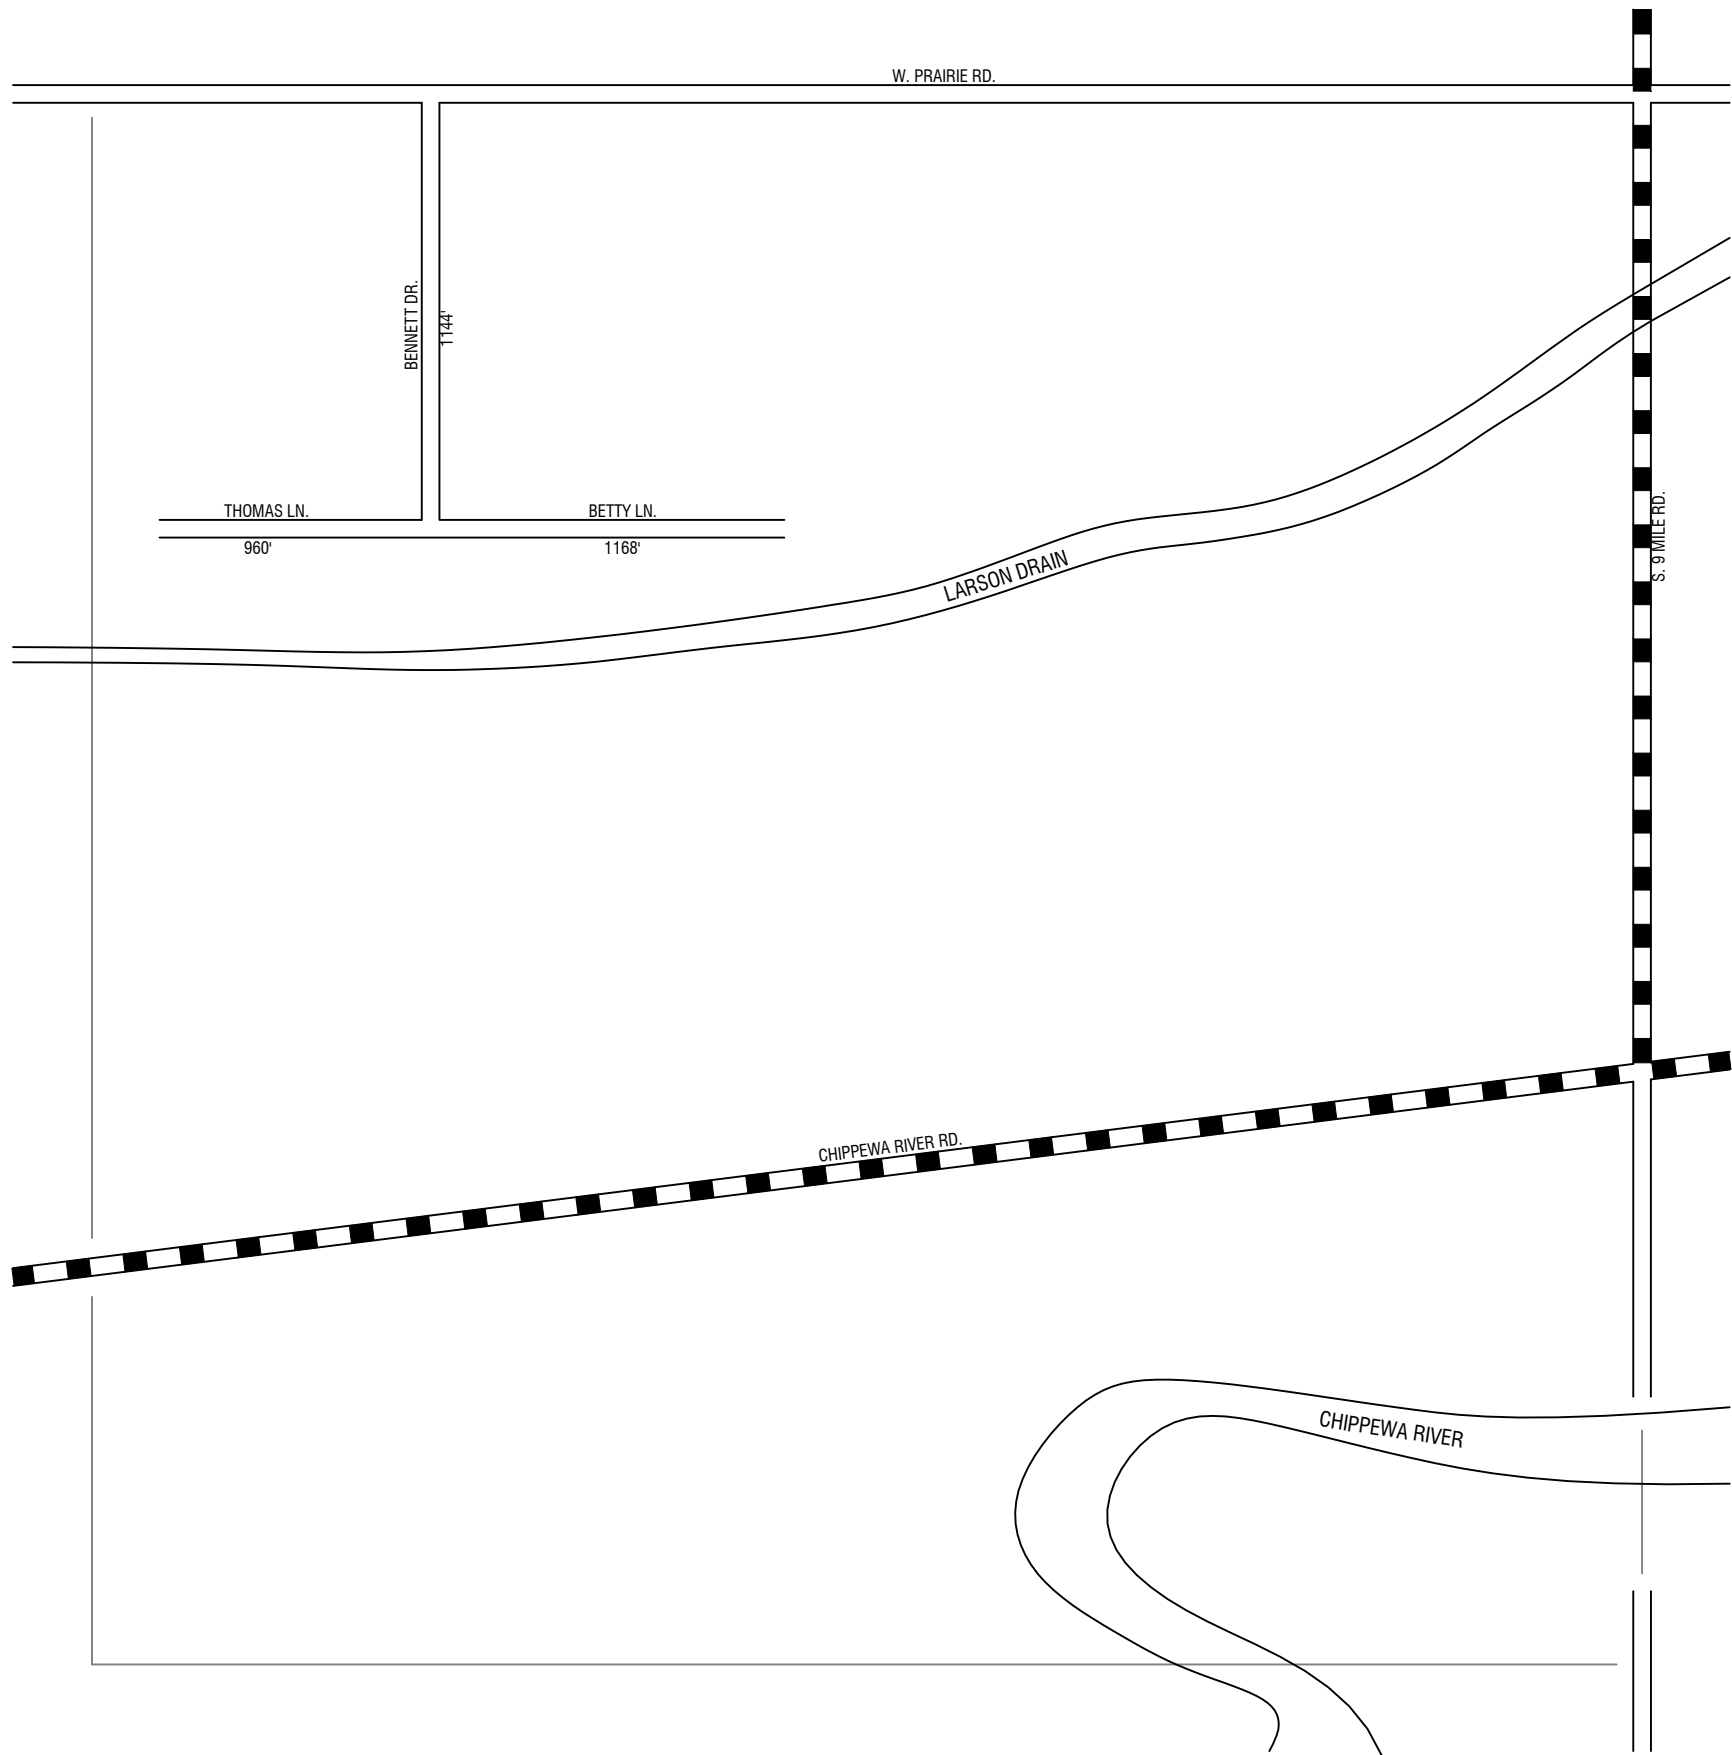 W. PRAIRIE RD.
BENNETT DR.
1144'
THOMAS LN.
BETTY LN.
960'
1168'
S. 9 MILE RD.
LARSON DRAIN
CHIPPEWA RIVER RD.
CHIPPEWA RIVER